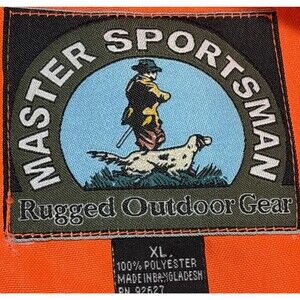 MASTER SPORTSMAN
Rugged Outdoor Gear
XL
100% POLYESTER
MADE IN BANGLADESH
RN 92627